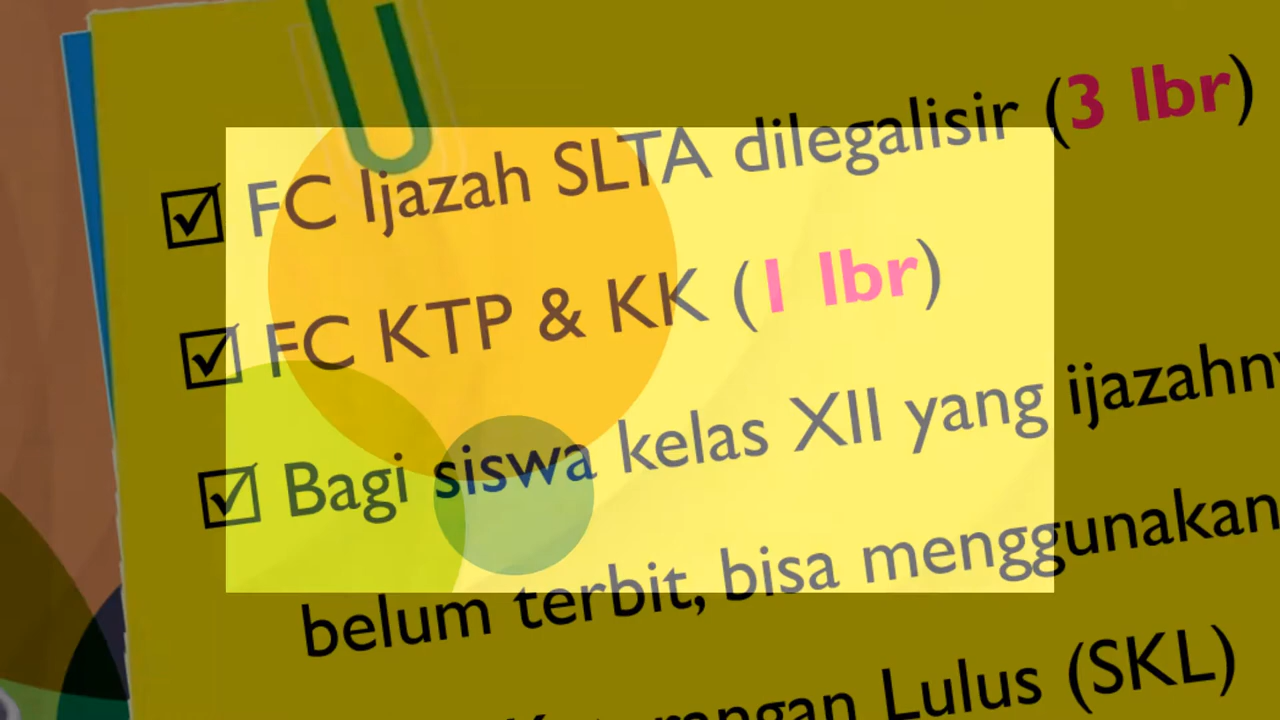 ☑ FC Ijazah SLTA dilegalisir (3 lbr)
☑ FC KTP & KK (1 lbr)
☑ Bagi siswa kelas XII yang ijazahny
belum terbit, bisa menggunakan
Lulus (SKL)